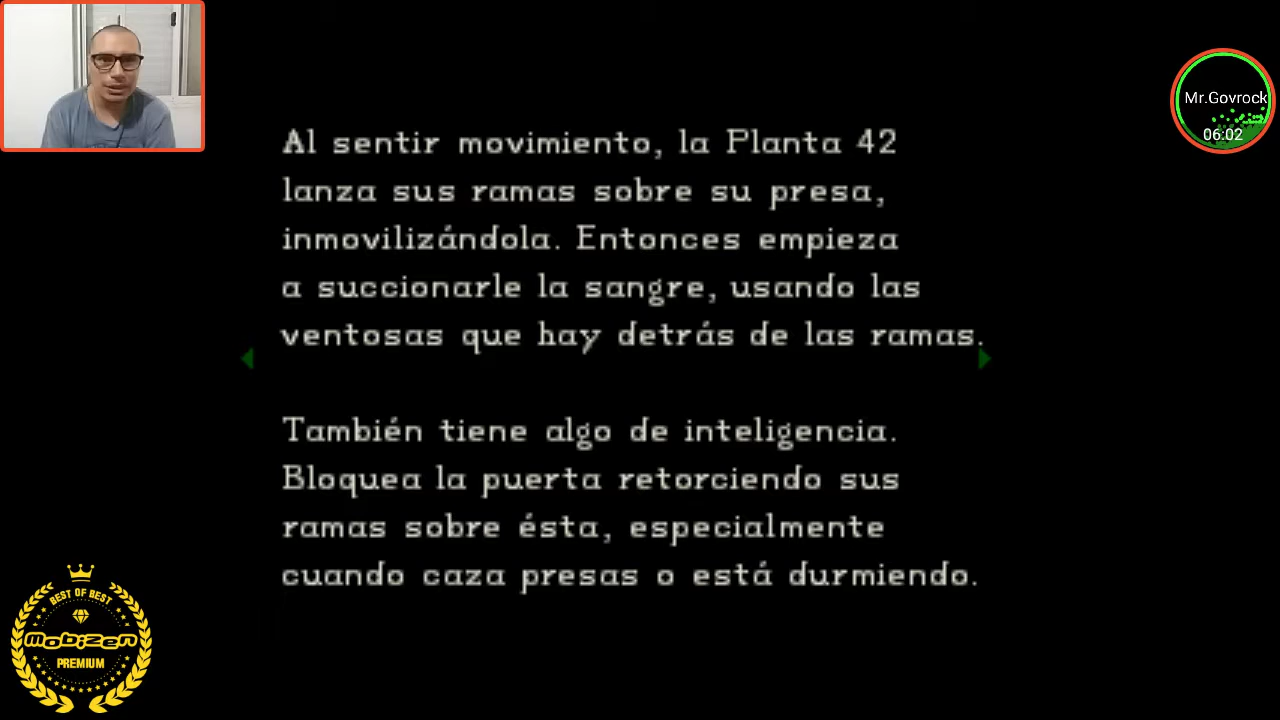 Al sentir movimiento, la Planta 42
lanza sus ramas sobre su presa,
inmovilizándola. Entonces empieza
a succionarle la sangre, usando las
ventosas que hay detrás de las ramas.
También tiene algo de inteligencia.
Bloquea la puerta retorciendo sus
ramas sobre ésta, especialmente
cuando caza presas o está durmiendo.
Mr.Govrock
06:02
BEST OF BEST
Mobizen
PREMIUM